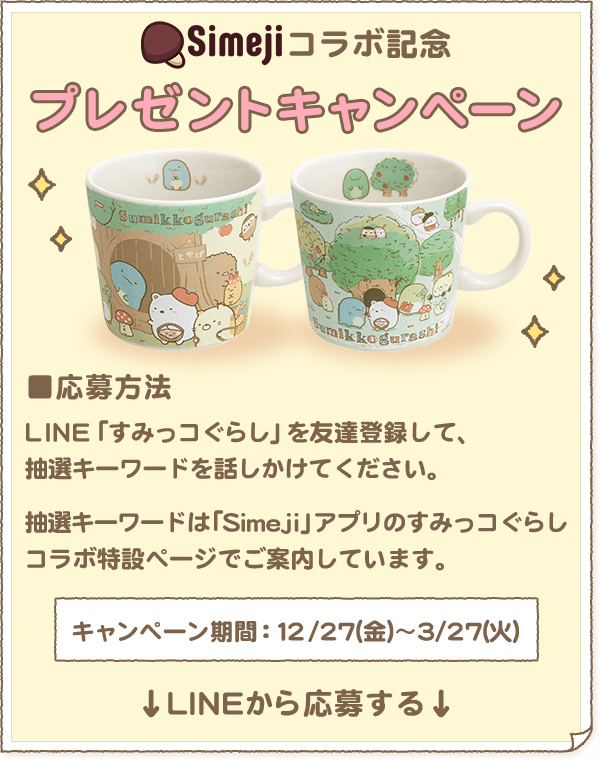 Simejiコラボ記念
プレゼントキャンペーン
Sumikkogurashi
とかげ
Sumikkogurashi
■応募方法
LINE「すみっコぐらし」を友達登録して、
抽選キーワードを話しかけてください。
抽選キーワードは「Simeji」アプリのすみっコぐらし
コラボ特設ページでご案内しています。
キャンペーン期間：12/27(金)〜3/27(火)
↓LINEから応募する↓